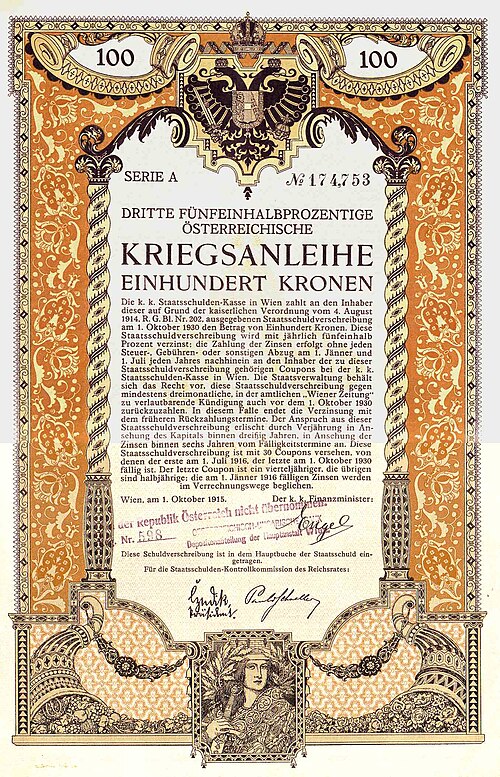 100
100
SERIE A
№ 174,753
DRITTE FÜNFEINHALBPROZENTIGE
ÖSTERREICHISCHE
KRIEGSANLEIHE
EINHUNDERT KRONEN
Die k. k. Staatsschulden-Kasse in Wien zahlt an den Inhaber
dieser auf Grund der kaiserlichen Verordnung vom 4. August
1914, R. G. Bl. Nr. 202, ausgegebenen Staatsschuldverschreibung
am 1. Oktober 1930 den Betrag von Einhundert Kronen. Diese
Staatsschuldverschreibung wird mit jährlich fünfeinhalb
Prozent verzinst; die Zahlung der Zinsen erfolgt ohne jeden
Steuer-, Gebühren- oder sonstigen Abzug am 1. Jänner und
1. Juli jeden Jahres nachhinein an den Inhaber der zu dieser
Staatsschuldverschreibung gehörigen Coupons bei der k. k.
Staatsschulden-Kasse in Wien. Die Staatsverwaltung behält
sich das Recht vor, diese Staatsschuldverschreibung gegen
mindestens dreimonatliche, in der amtlichen „Wiener Zeitung"
zu verlautbarende Kündigung auch vor dem 1. Oktober 1930
zurückzuzahlen. In diesem Falle endet die Verzinsung mit
dem früheren Rückzahlungstermine. Der Anspruch aus dieser
Staatsschuldverschreibung erlischt durch Verjährung in An-
sehung des Kapitals binnen dreißig Jahren, in Ansehung der
Zinsen binnen sechs Jahren vom Fälligkeitstermine an. Diese
Staatsschuldverschreibung ist mit 30 Coupons versehen, von
denen der erste am 1. Juli 1916, der letzte am 1. Oktober 1930
fällig ist. Der letzte Coupon ist ein vierteljähriger, die übrigen
sind halbjährige; die am 1. Jänner 1916 fälligen Zinsen werden
im Verrechnungswege beglichen.
Wien, am 1. Oktober 1915.
Der k. k. Finanzminister:
der Republik Österreich nicht übernommen.
Engel
Nr. 598
Depositenabteilung der Hauptanstalt Wien
Diese Schuldverschreibung ist in dem Hauptbuche der Staatsschuld ein-
getragen.
Für die Staatsschulden-Kontrollkommission des Reichsrates:
Präsident.